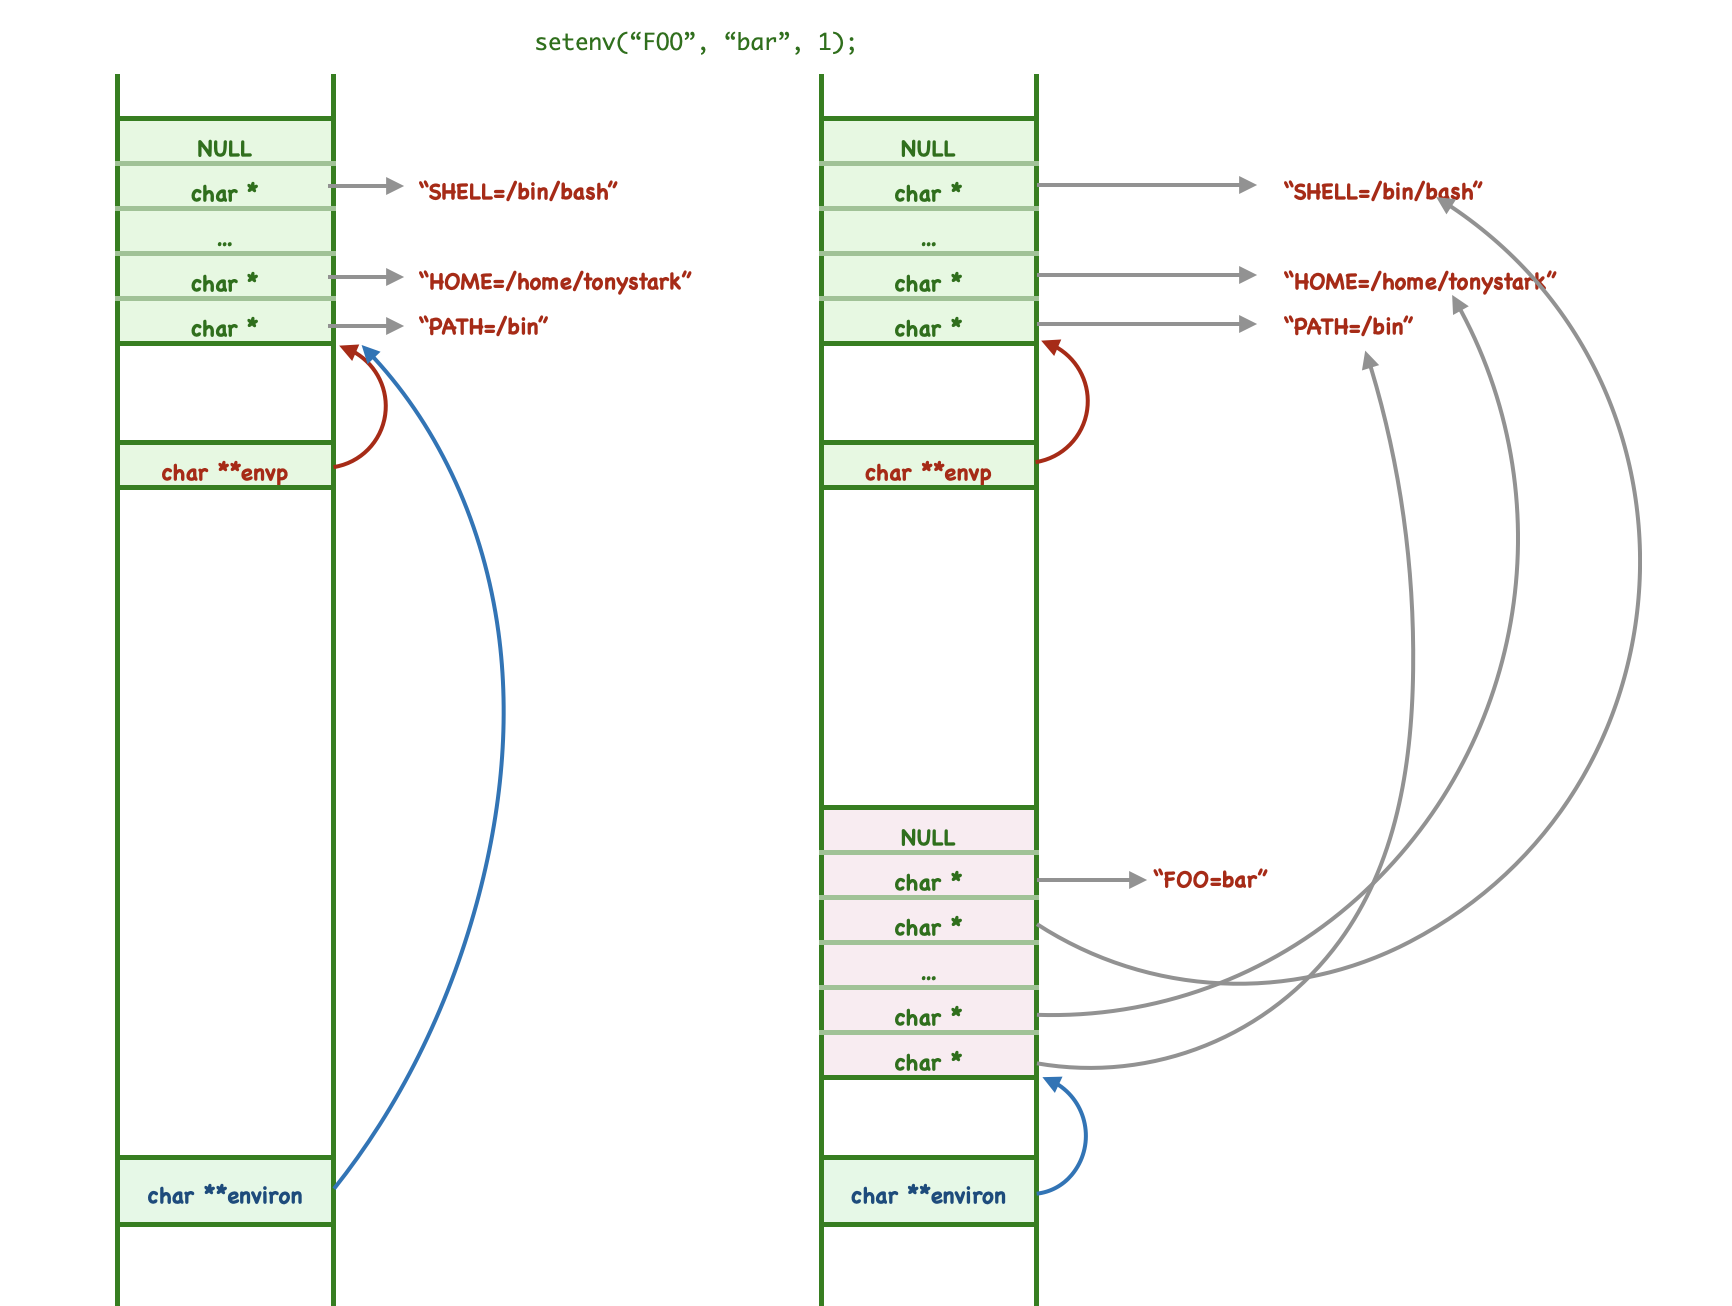 setenv(“FOO”, “bar”, 1);
NULL
char *
“SHELL=/bin/bash”
...
char *
“HOME=/home/tonystark”
char *
“PATH=/bin”
char **envp
char **environ
NULL
char *
“SHELL=/bin/bash”
...
char *
“HOME=/home/tonystark”
char *
“PATH=/bin”
char **envp
NULL
char *
“FOO=bar”
char *
...
char *
char *
char **environ